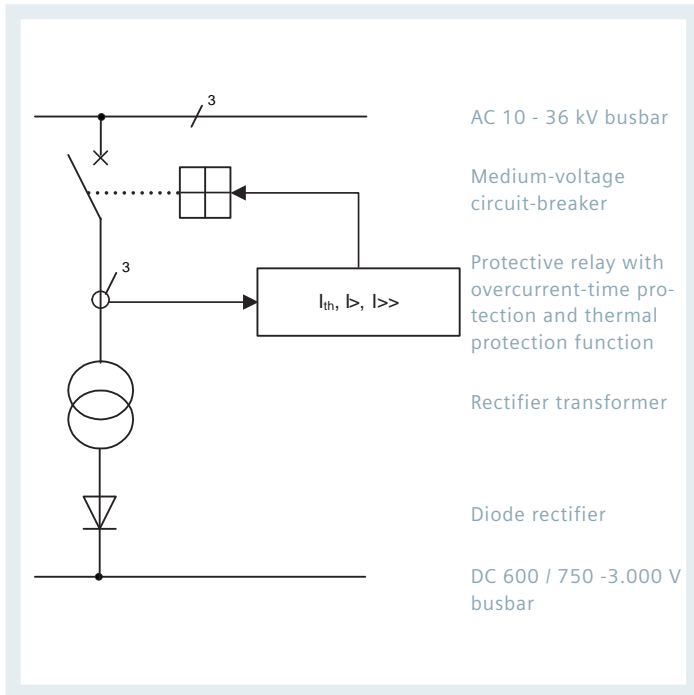 3
AC 10 - 36 kV busbar
Medium-voltage
circuit-breaker
3
Protective relay with
overcurrent-time pro-
tection and thermal
protection function
Ith, I>, I>>
Rectifier transformer
Diode rectifier
DC 600 / 750 -3.000 V
busbar